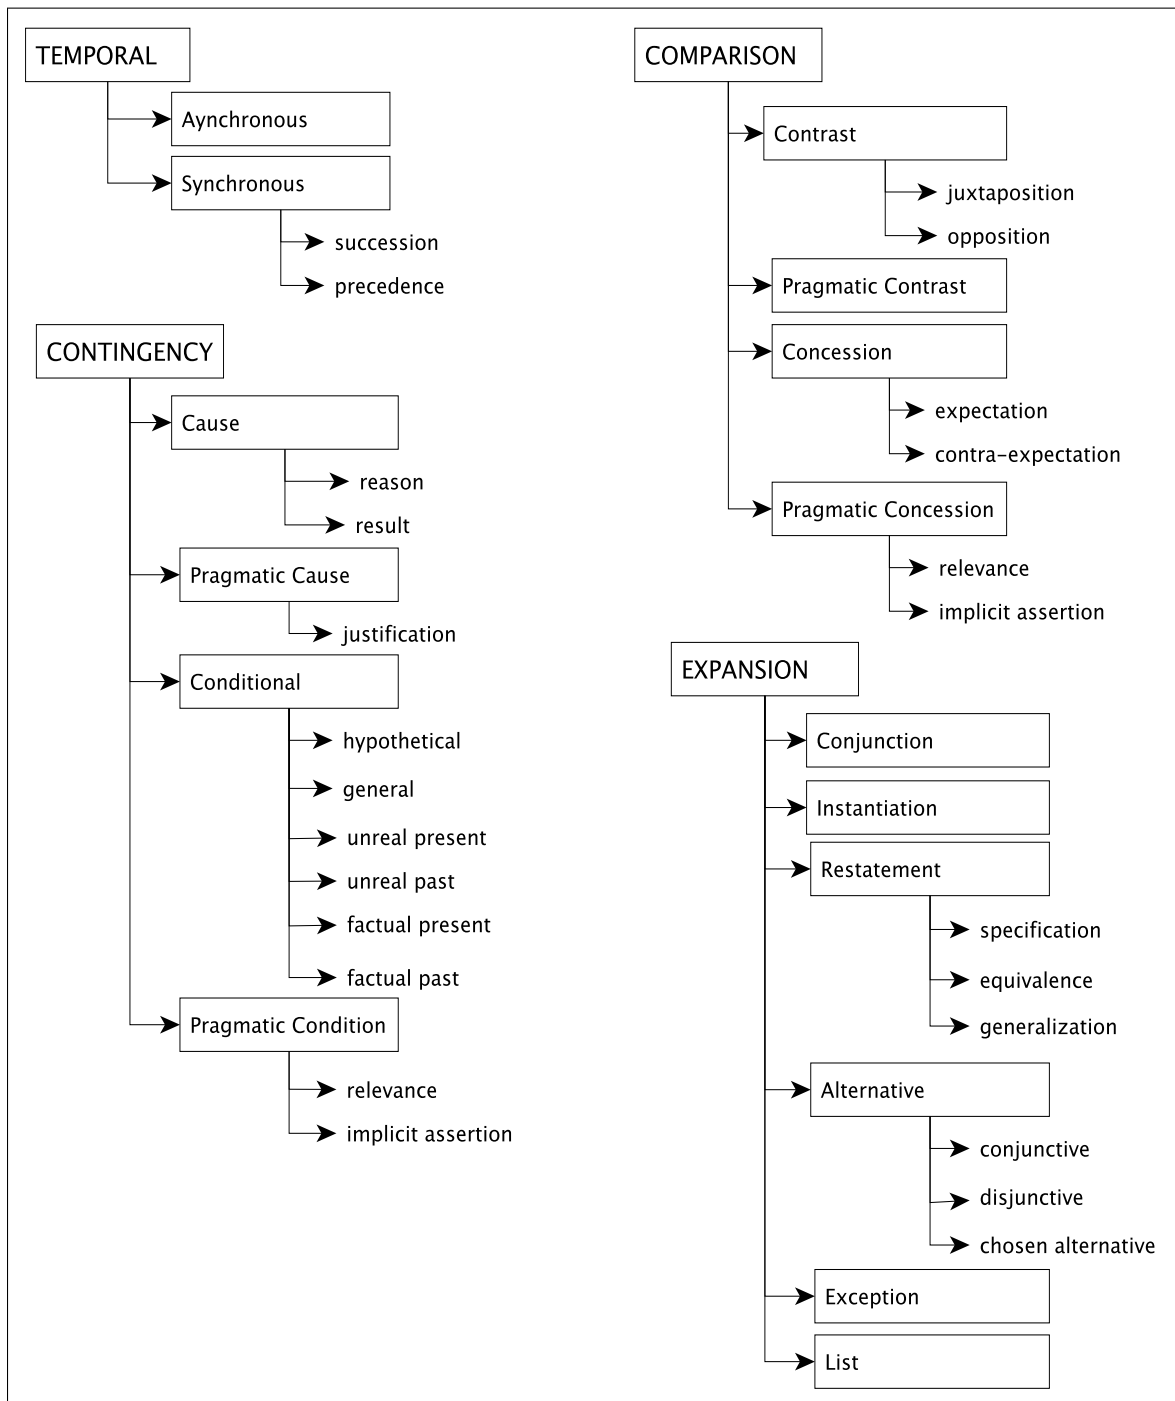 TEMPORAL
Aynchronous
Synchronous
succession
precedence
CONTINGENCY
Cause
reason
result
Pragmatic Cause
justification
Conditional
hypothetical
general
unreal present
unreal past
factual present
factual past
Pragmatic Condition
relevance
implicit assertion
COMPARISON
Contrast
juxtaposition
opposition
Pragmatic Contrast
Concession
expectation
contra-expectation
Pragmatic Concession
relevance
implicit assertion
EXPANSION
Conjunction
Instantiation
Restatement
specification
equivalence
generalization
Alternative
conjunctive
disjunctive
chosen alternative
Exception
List